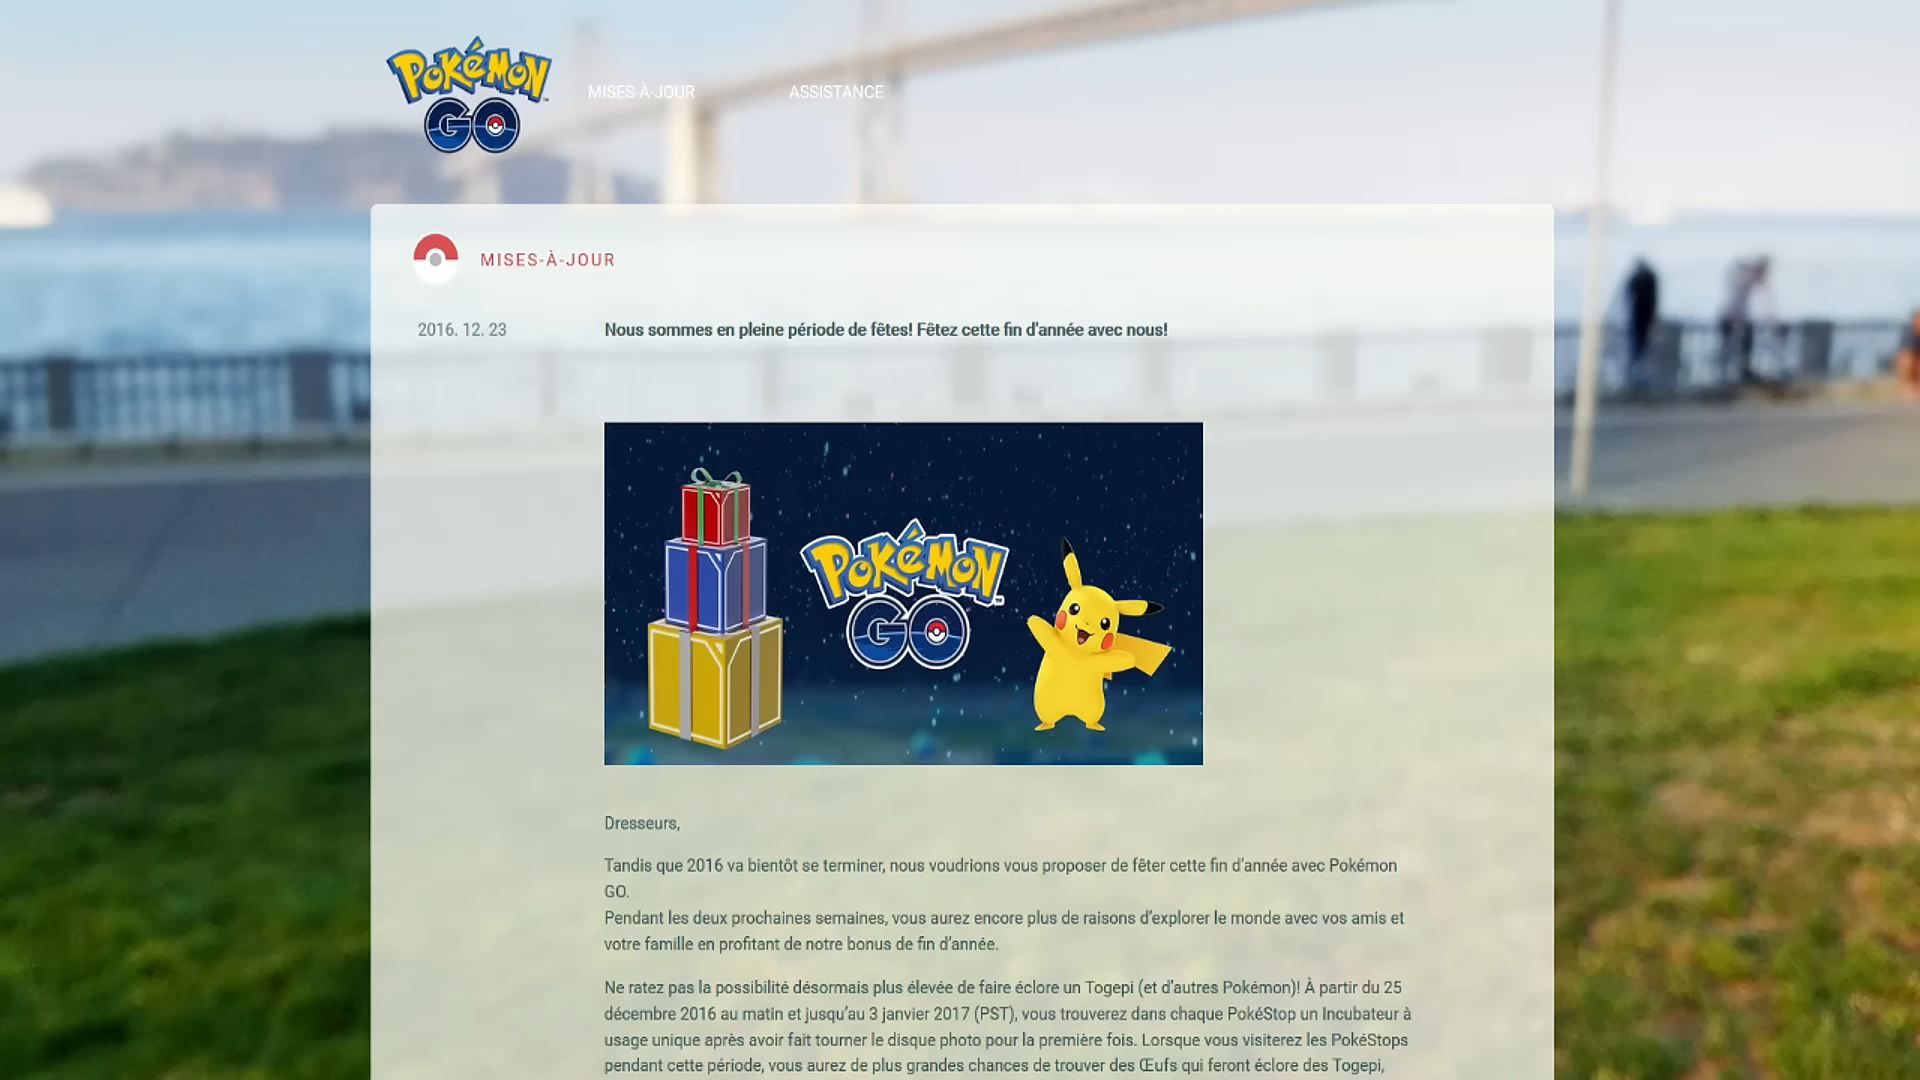 POKÉMON
GO
MISES-À-JOUR
ASSISTANCE
MISES-À-JOUR
2016. 12. 23
Nous sommes en pleine période de fêtes! Fêtez cette fin d'année avec nous!
POKÉMON
GO
Dresseurs,
Tandis que 2016 va bientôt se terminer, nous voudrions vous proposer de fêter cette fin d’année avec Pokémon
GO.
Pendant les deux prochaines semaines, vous aurez encore plus de raisons d’explorer le monde avec vos amis et
votre famille en profitant de notre bonus de fin d’année.
Ne ratez pas la possibilité désormais plus élevée de faire éclore un Togepi (et d’autres Pokémon)! À partir du 25
décembre 2016 au matin et jusqu’au 3 janvier 2017 (PST), vous trouverez dans chaque PokéStop un Incubateur à
usage unique après avoir fait tourner le disque photo pour la première fois. Lorsque vous visiterez les PokéStops
pendant cette période, vous aurez de plus grandes chances de trouver des Œufs qui feront éclore des Togepi,